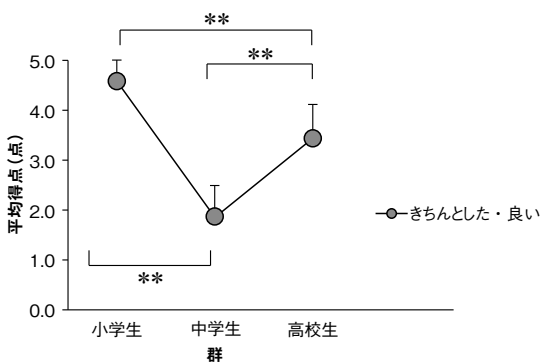 **
**
5.0
4.0
3.0
2.0
1.0
0.0
平均得点(点)
**
小学生 中学生 高校生
群
きちんとした・良い